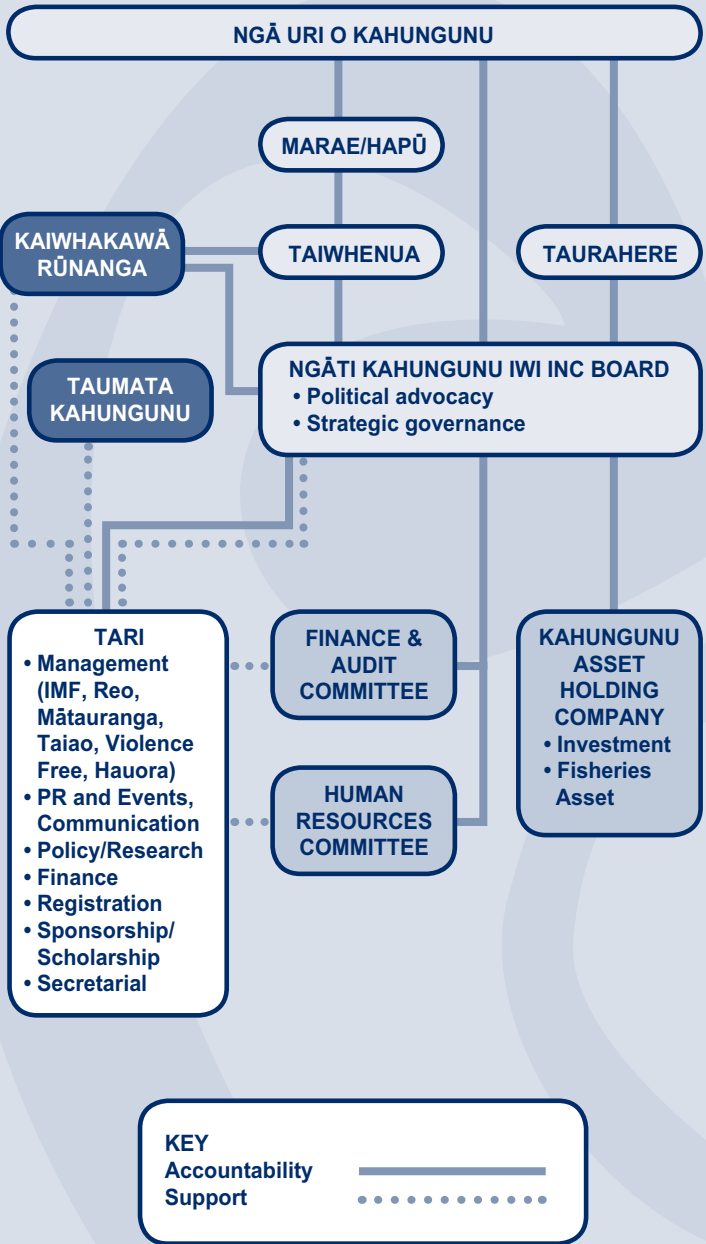 NGĀ URI O KAHUNGUNU
MARAE/HAPŪ
KAIWHAKAWĀ
RŪNANGA
TAIWHENUA
TAURAHERE
TAUMATA
KAHUNGUNU
NGĀTI KAHUNGUNU IWI INC BOARD
• Political advocacy
• Strategic governance
TARI
• Management
(IMF, Reo,
Mātauranga,
Taiao, Violence
Free, Hauora)
• PR and Events,
Communication
• Policy/Research
• Finance
• Registration
• Sponsorship/
Scholarship
• Secretarial
FINANCE &
AUDIT
COMMITTEE
HUMAN
RESOURCES
COMMITTEE
KAHUNGUNU
ASSET
HOLDING
COMPANY
• Investment
• Fisheries
Asset
KEY
Accountability
Support